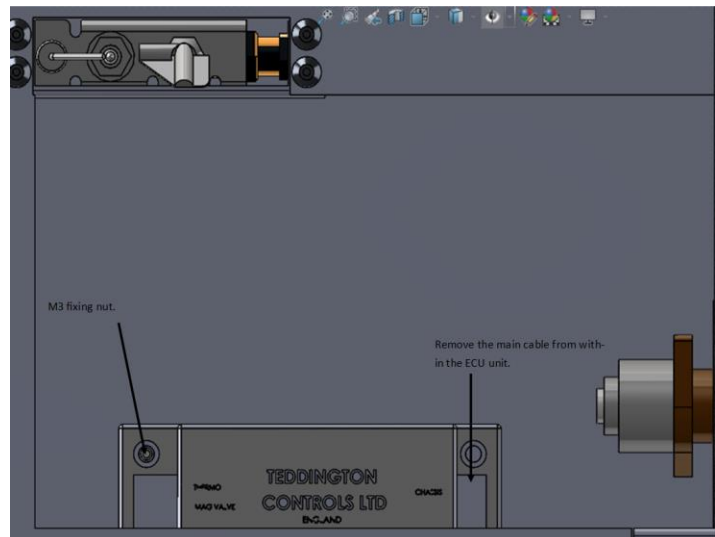 M3 fixing nut.
Remove the main cable from with-
in the ECU unit.
TEDDINGTON
CONTROLS LTD
ENGLAND
MAG VALVE
CHASSIS